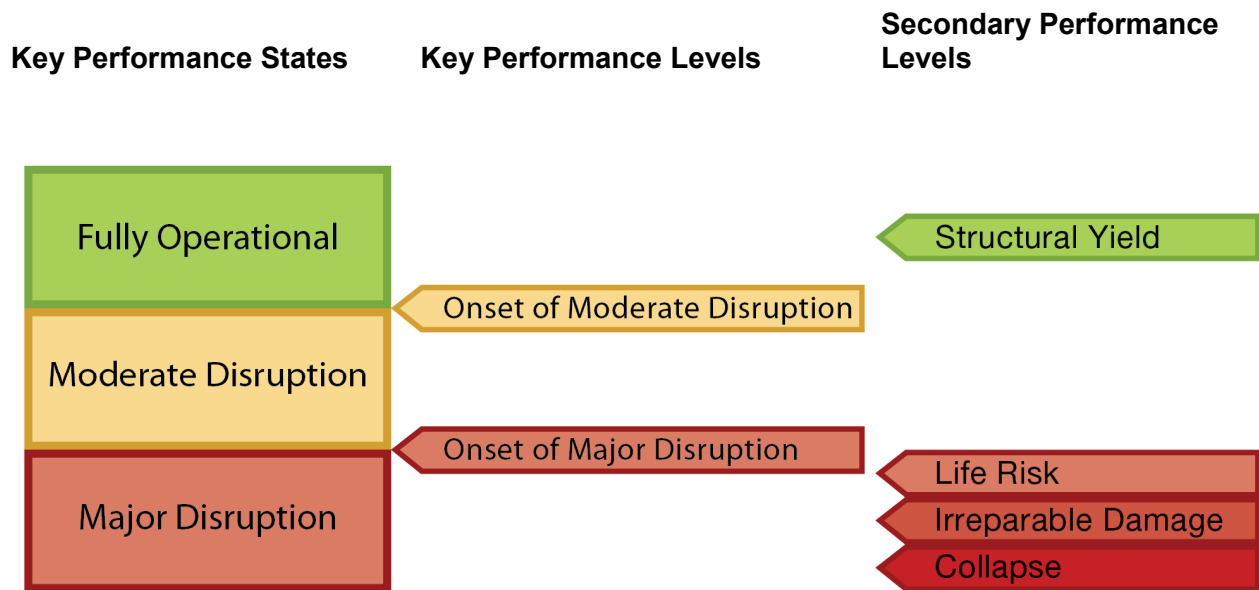 Key Performance States
Key Performance Levels
Secondary Performance
Levels
Fully Operational
Structural Yield
Onset of Moderate Disruption
Moderate Disruption
Onset of Major Disruption
Life Risk
Major Disruption
Irreparable Damage
Collapse